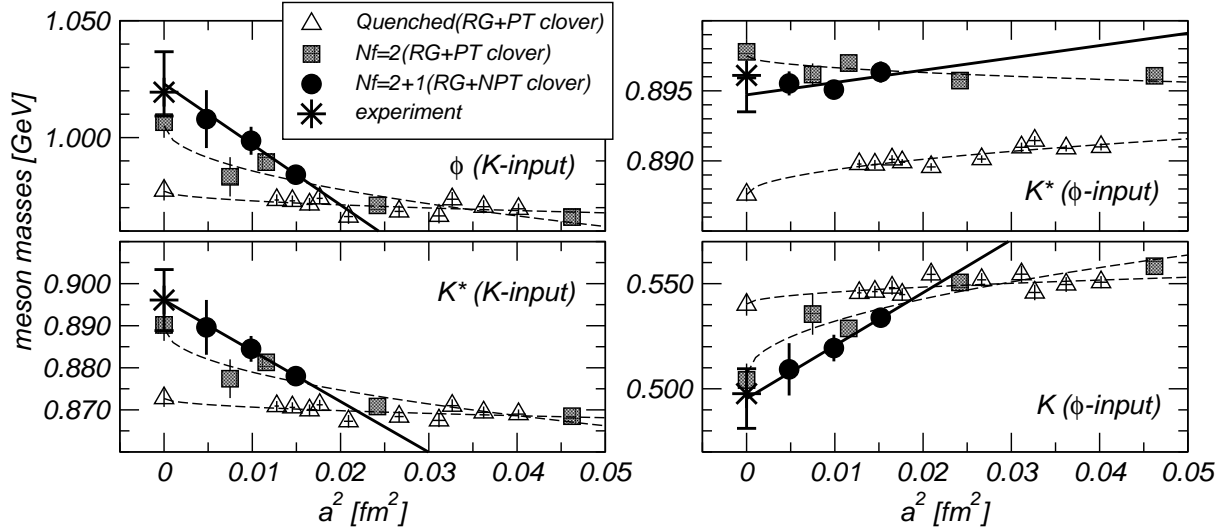 1.050
1.000
meson masses [GeV]
Quenched(RG+PT clover)
Nf=2(RG+PT clover)
Nf=2+1(RG+NPT clover)
experiment
ϕ (K-input)
0.895
0.890
K* (ϕ-input)
0.900
0.890
0.880
0.870
K* (K-input)
0.550
0.500
K (ϕ-input)
0 0.01 0.02 0.03 0.04 0.05
a² [fm²]
0 0.01 0.02 0.03 0.04 0.05
a² [fm²]